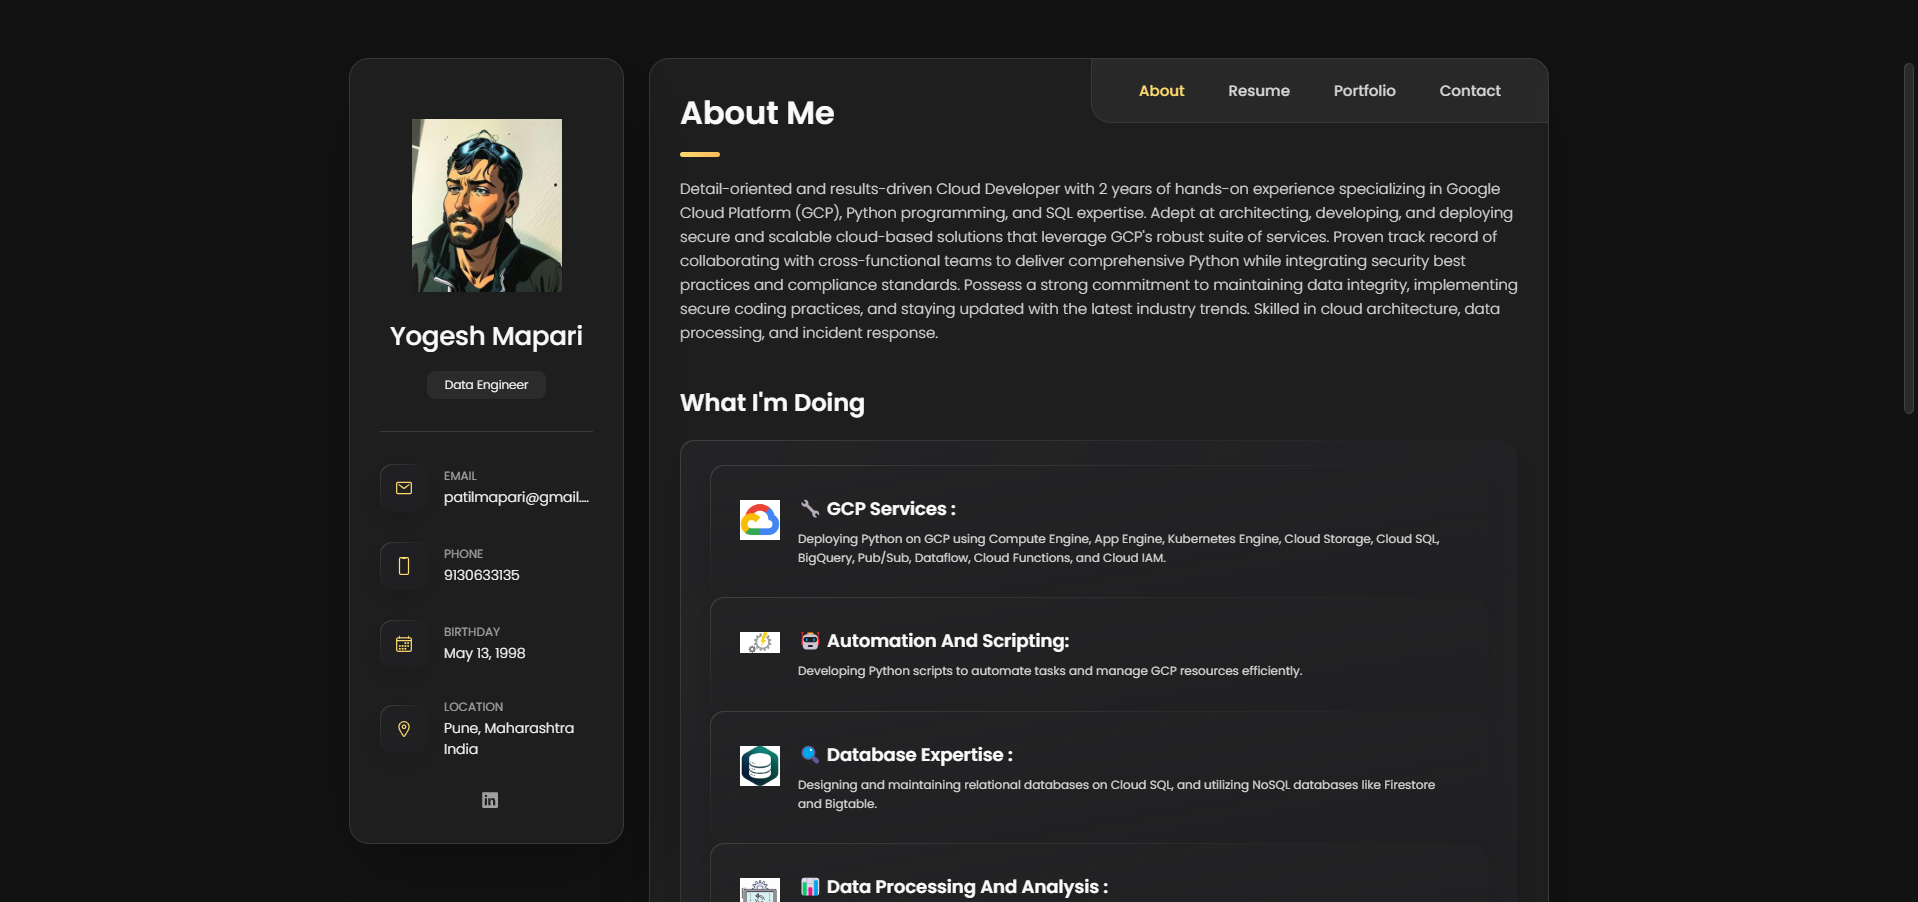 Yogesh Mapari
Data Engineer
EMAIL
patilmapari@gmail....
PHONE
9130633135
BIRTHDAY
May 13, 1998
LOCATION
Pune, Maharashtra
India
About
Resume
Portfolio
Contact
About Me
Detail-oriented and results-driven Cloud Developer with 2 years of hands-on experience specializing in Google
Cloud Platform (GCP), Python programming, and SQL expertise. Adept at architecting, developing, and deploying
secure and scalable cloud-based solutions that leverage GCP's robust suite of services. Proven track record of
collaborating with cross-functional teams to deliver comprehensive Python while integrating security best
practices and compliance standards. Possess a strong commitment to maintaining data integrity, implementing
secure coding practices, and staying updated with the latest industry trends. Skilled in cloud architecture, data
processing, and incident response.
What I'm Doing
🔧 GCP Services :
Deploying Python on GCP using Compute Engine, App Engine, Kubernetes Engine, Cloud Storage, Cloud SQL,
BigQuery, Pub/Sub, Dataflow, Cloud Functions, and Cloud IAM.
🤖 Automation And Scripting:
Developing Python scripts to automate tasks and manage GCP resources efficiently.
🔍 Database Expertise :
Designing and maintaining relational databases on Cloud SQL, and utilizing NoSQL databases like Firestore
and Bigtable.
📊 Data Processing And Analysis :